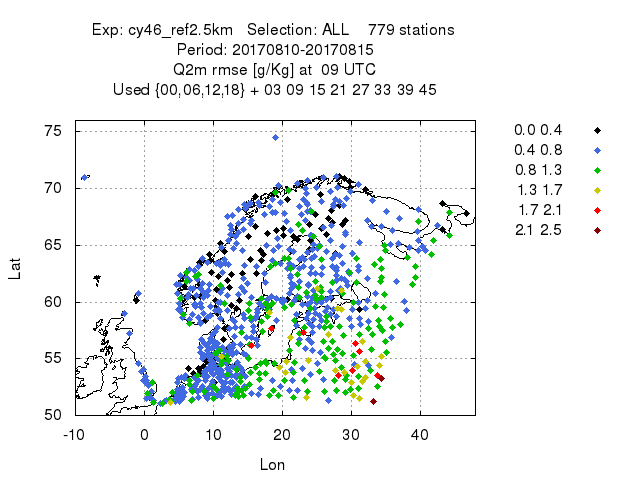 Exp: cy46_ref2.5km   Selection: ALL    779 stations
Period: 20170810-20170815
Q2m rmse [g/Kg] at  09 UTC
Used {00,06,12,18} + 03 09 15 21 27 33 39 45
75
70
65
60
55
50
Lat
-10 0 10 20 30 40
Lon
0.0 0.4
0.4 0.8
0.8 1.3
1.3 1.7
1.7 2.1
2.1 2.5